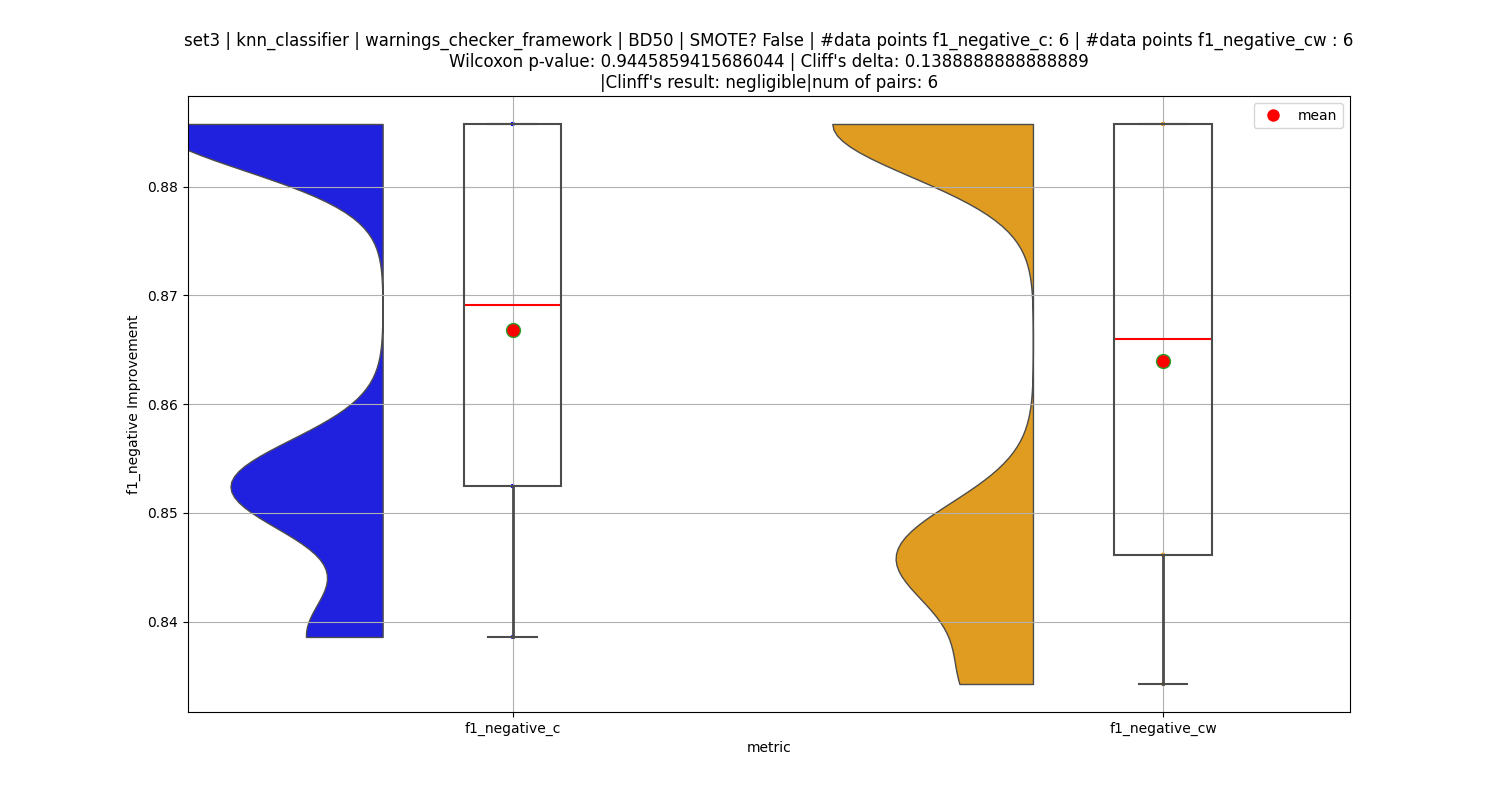 set3 | knn_classifier | warnings_checker_framework | BD50 | SMOTE? False | #data points f1_negative_c: 6 | #data points f1_negative_cw : 6
Wilcoxon p-value: 0.9445859415686044 | Cliff's delta: 0.1388888888888889
|Clinff's result: negligible|num of pairs: 6
mean
0.88
0.87
0.86
0.85
0.84
f1_negative Improvement
f1_negative_c
f1_negative_cw
metric